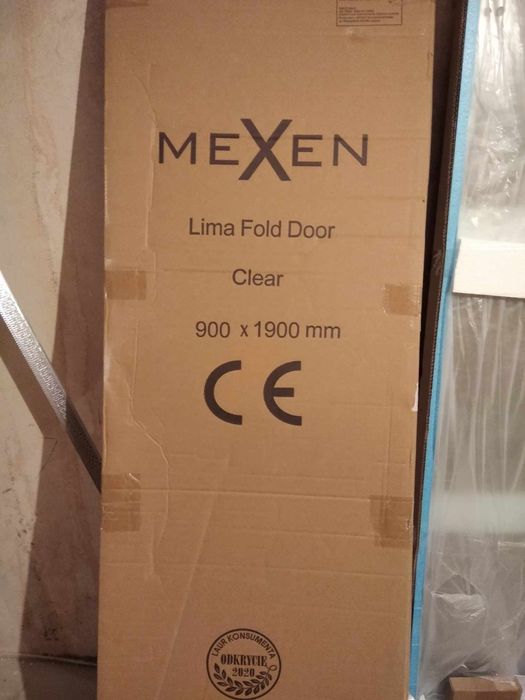 MEXEN
Lima Fold Door
Clear
900 x 1900 mm
CE
LAUR KONSUMENTA
ODKRYCIE
2020